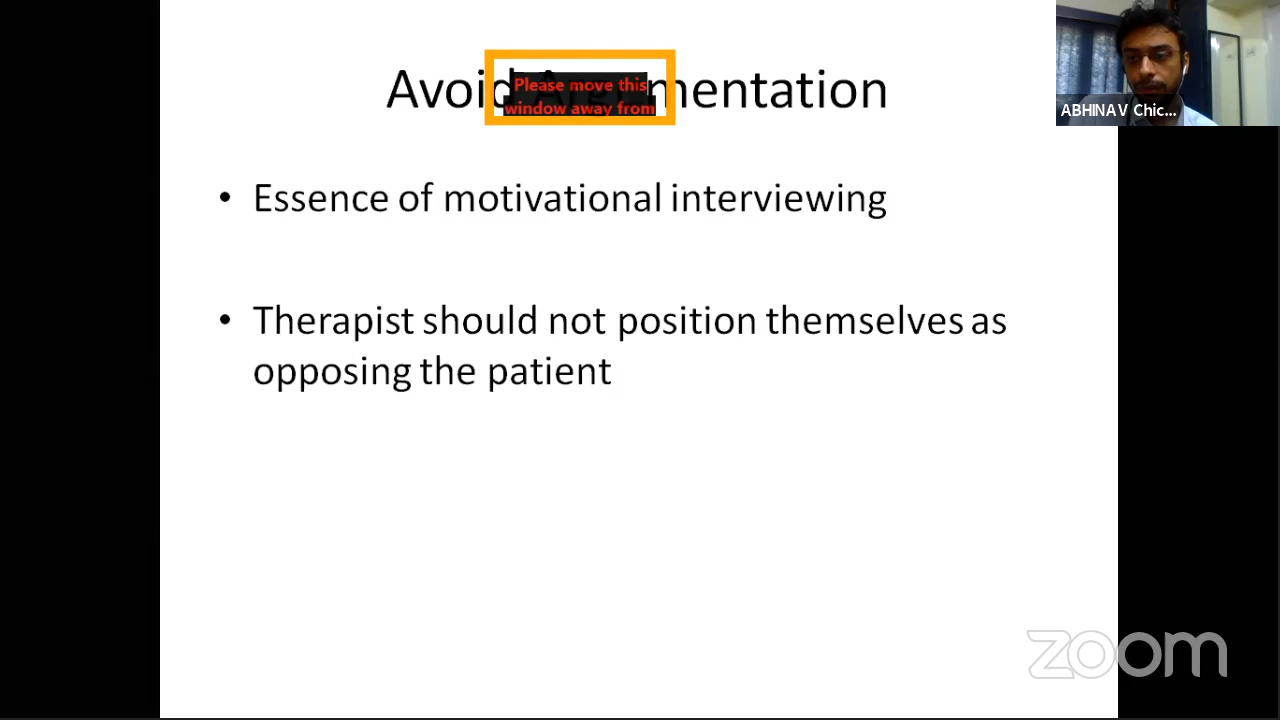 Avoid Argumentation
Please move this
window away from
ABHINAV Chic...
• Essence of motivational interviewing
• Therapist should not position themselves as
opposing the patient
zoom